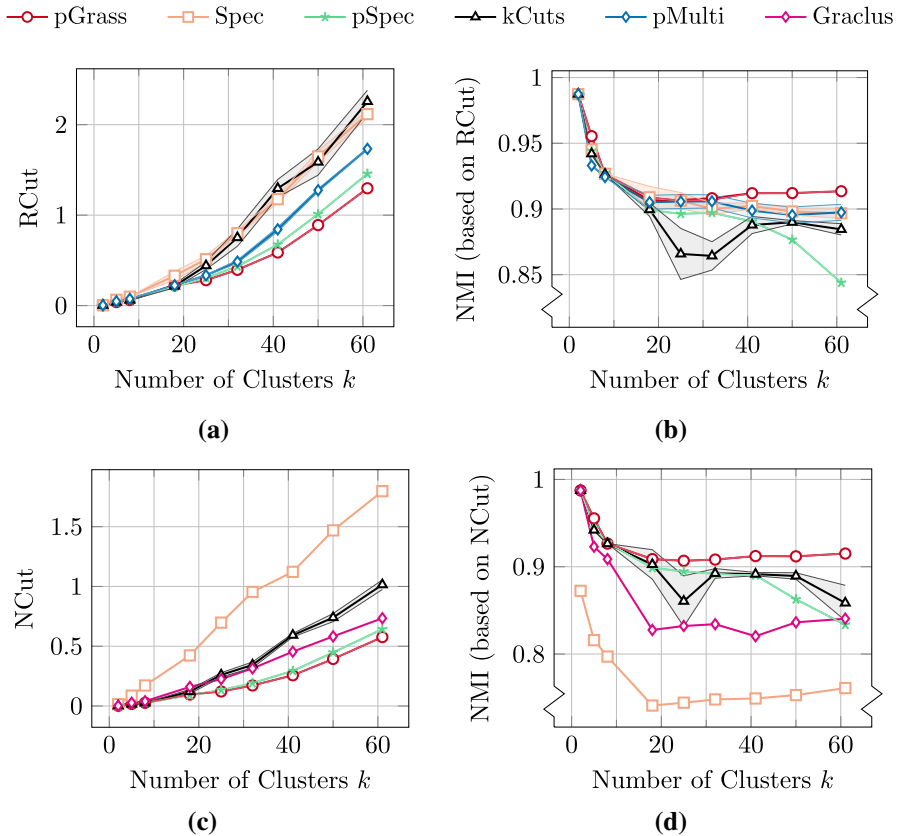 pGrass Spec pSpec kCuts pMulti Graclus
RCut
2
1
0
0 20 40 60
Number of Clusters k
(a)
NMI (based on RCut)
1
0.95
0.9
0.85
0 20 40 60
Number of Clusters k
(b)
NCut
1.5
1
0.5
0
0 20 40 60
Number of Clusters k
(c)
NMI (based on NCut)
1
0.9
0.8
0 20 40 60
Number of Clusters k
(d)